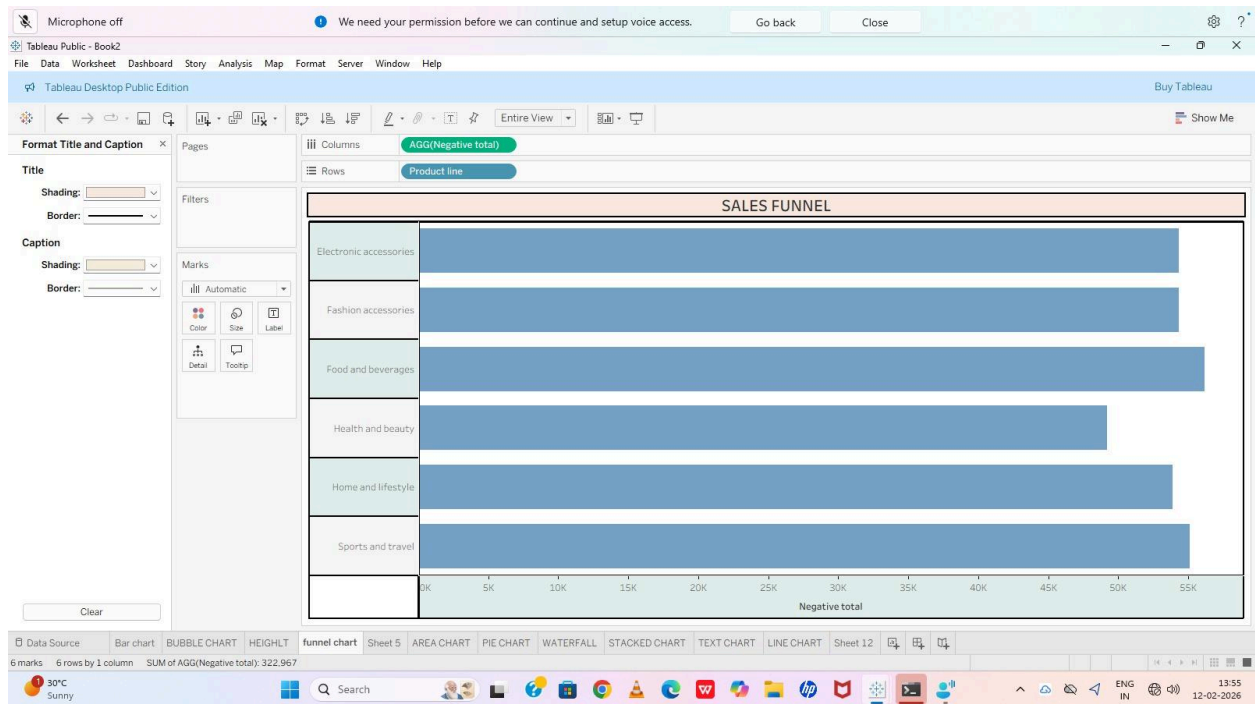 Microphone off
We need your permission before we can continue and setup voice access.
Go back
Close
?
Tableau Public - Book2
File Data Worksheet Dashboard Story Analysis Map Format Server Window Help
Tableau Desktop Public Edition
Buy Tableau
T
Entire View
Show Me
Format Title and Caption ×
Title
Shading:
Border:
Caption
Shading:
Border:
Clear
Pages
Filters
Marks
Automatic
Color
Size
T
Label
Detail
Tooltip
Columns
AGG(Negative total)
Rows
Product line
SALES FUNNEL
Electronic accessories
Fashion accessories
Food and beverages
Health and beauty
Home and lifestyle
Sports and travel
0K 5K 10K 15K 20K 25K 30K 35K 40K 45K 50K 55K
Negative total
Data Source Bar chart BUBBLE CHART HEIGHLT funnel chart Sheet 5 AREA CHART PIE CHART WATERFALL STACKED CHART TEXT CHART LINE CHART Sheet 12
6 marks 6 rows by 1 column SUM of AGG(Negative total): 322,967
1
30°C
Sunny
Search
W
hp
ENG
IN
13:55
12-02-2026